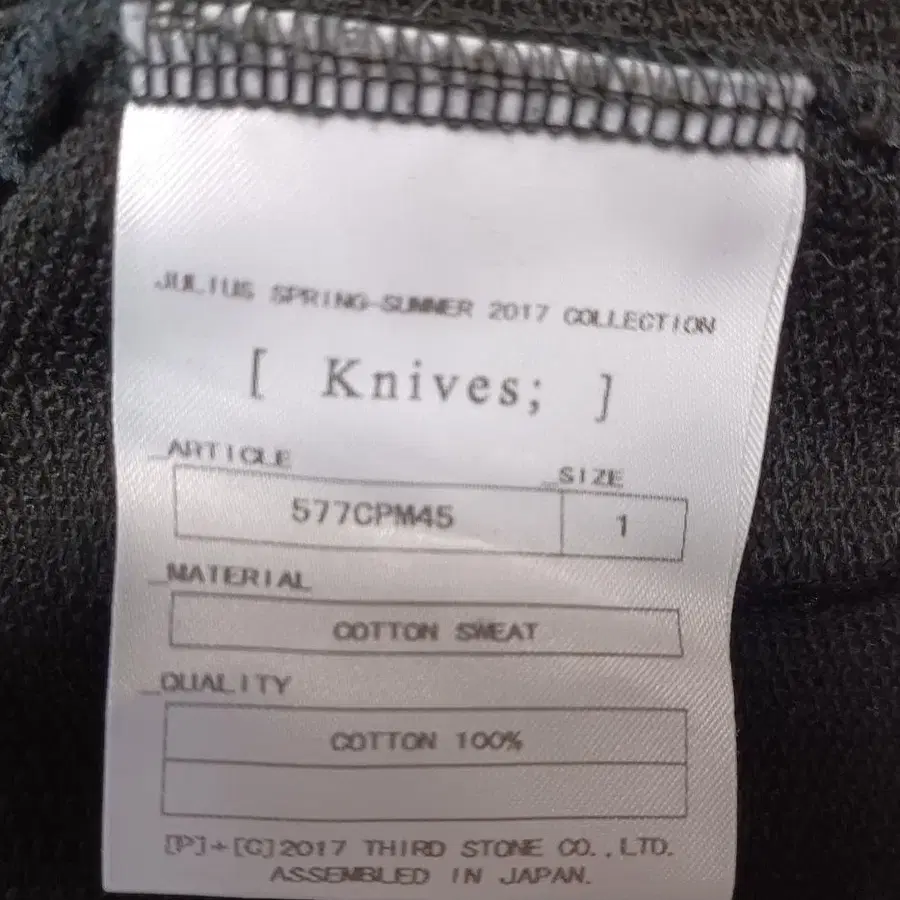 JULIUS SPRING-SUMMER 2017 COLLECTION
[ Knives; ]
_ARTICLE _SIZE
577CPM45 1
_MATERIAL
COTTON SWEAT
_QUALITY
COTTON 100%
[P]+[C]2017 THIRD STONE CO.,LTD.
ASSEMBLED IN JAPAN.